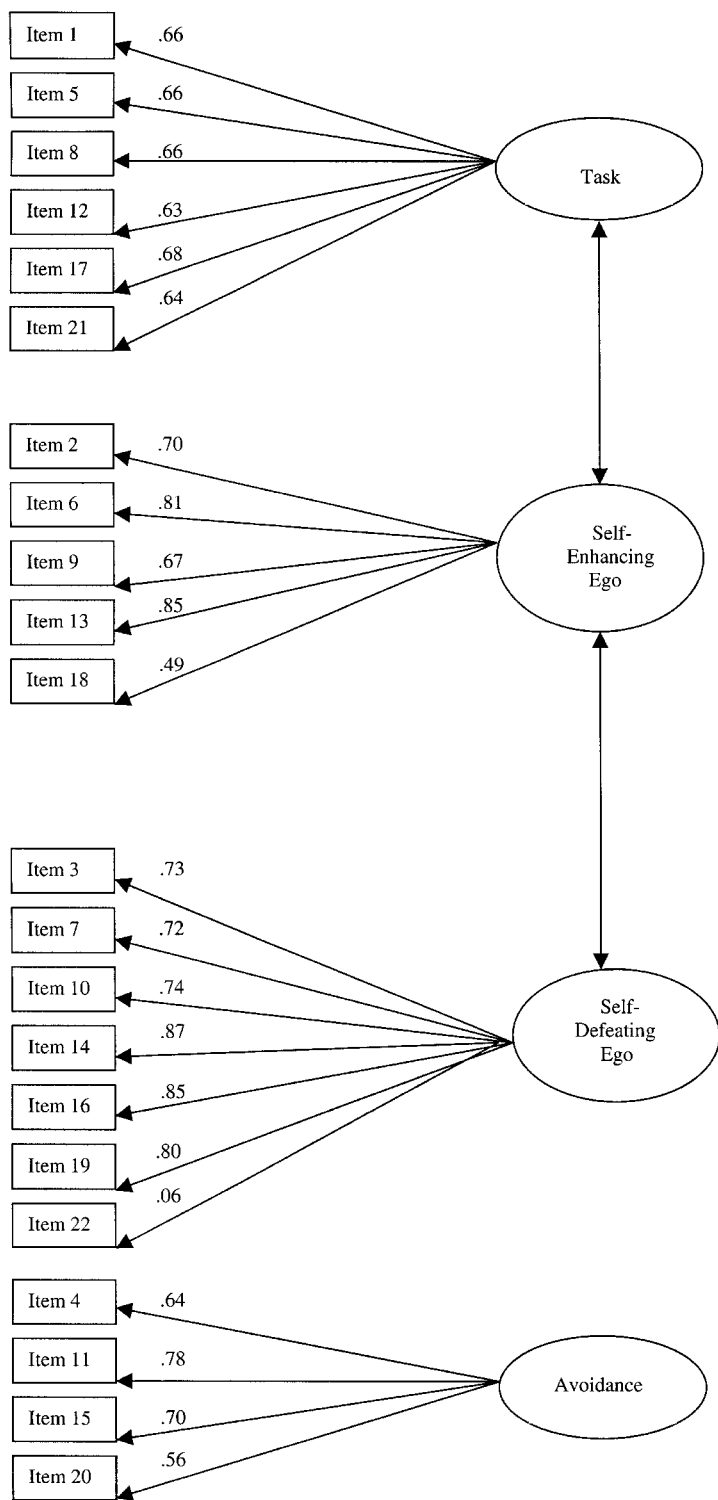 Item 1
.66
Item 5
.66
Item 8
.66
Task
Item 12
.63
Item 17
.68
Item 21
.64
Item 2
.70
Item 6
.81
Item 9
.67
Self-
Enhancing
Ego
Item 13
.85
Item 18
.49
Item 3
.73
Item 7
.72
Item 10
.74
Self-
Defeating
Ego
Item 14
.87
Item 16
.85
Item 19
.80
Item 22
.06
Item 4
.64
Item 11
.78
Avoidance
Item 15
.70
Item 20
.56